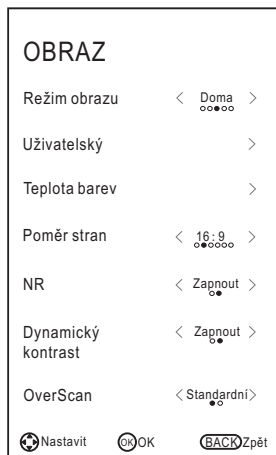 OBRAZ
Režim obrazu < Doma >
Uživatelský >
Teplota barev >
Poměr stran < 16:9 >
NR < Zapnout >
Dynamický kontrast < Zapnout >
OverScan < Standardní >
Nastavit OK OK BACK Zpět